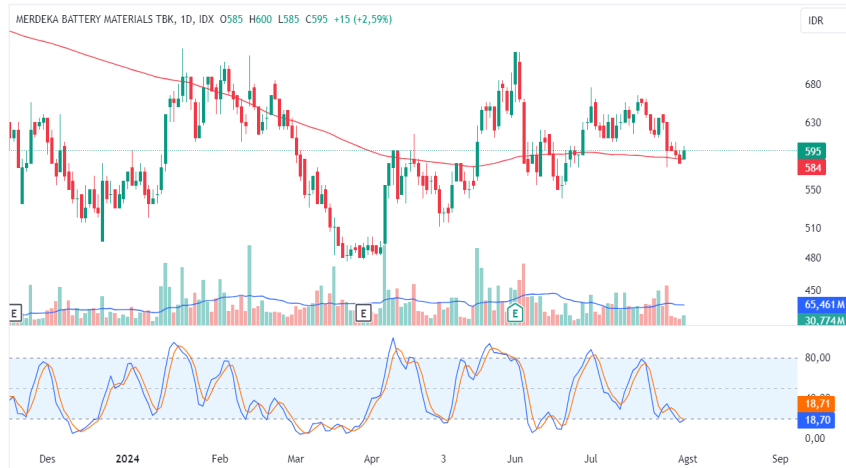 MERDEKA BATTERY MATERIALS TBK, 1D, IDX O585 H600 L585 C595 +15 (+2,59%)
IDR
680
630
595
584
550
510
480
450
65,461 M
30.774 M
E E E
80,00
18,71
18,70
0,00
Des 2024 Feb Mar Apr 3 Jun Jul Agst Sep